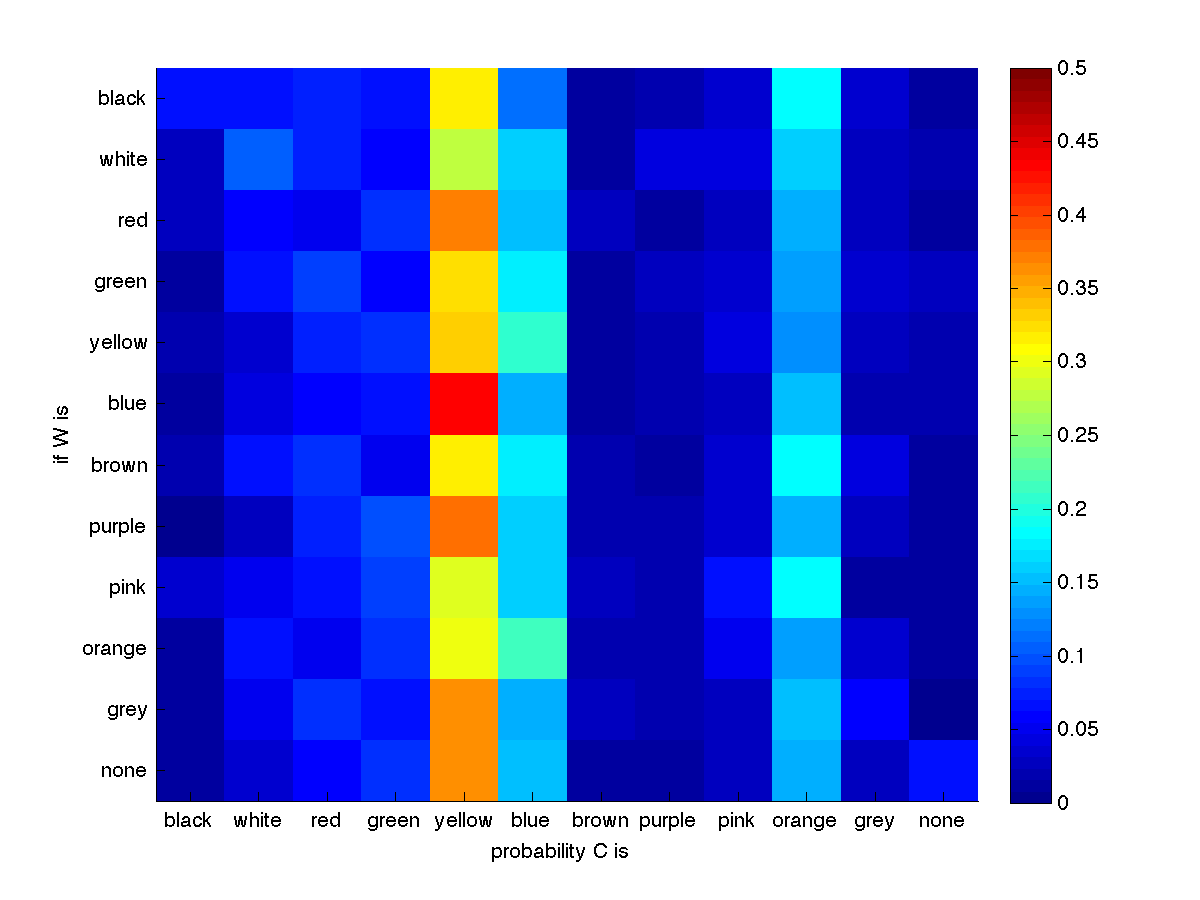 black
white
red
green
yellow
blue
brown
purple
pink
orange
grey
none
if W is
black white red green yellow blue brown purple pink orange grey none
probability C is
0.5
0.45
0.4
0.35
0.3
0.25
0.2
0.15
0.1
0.05
0